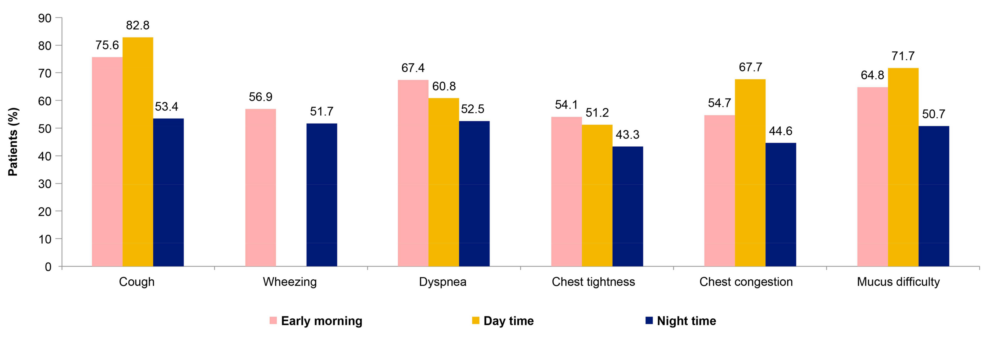 Patients (%)
90
80
70
60
50
40
30
20
10
0
75.6
82.8
53.4
56.9
51.7
67.4
60.8
52.5
54.1
51.2
43.3
54.7
67.7
44.6
64.8
71.7
50.7
Cough
Wheezing
Dyspnea
Chest tightness
Chest congestion
Mucus difficulty
Early morning
Day time
Night time